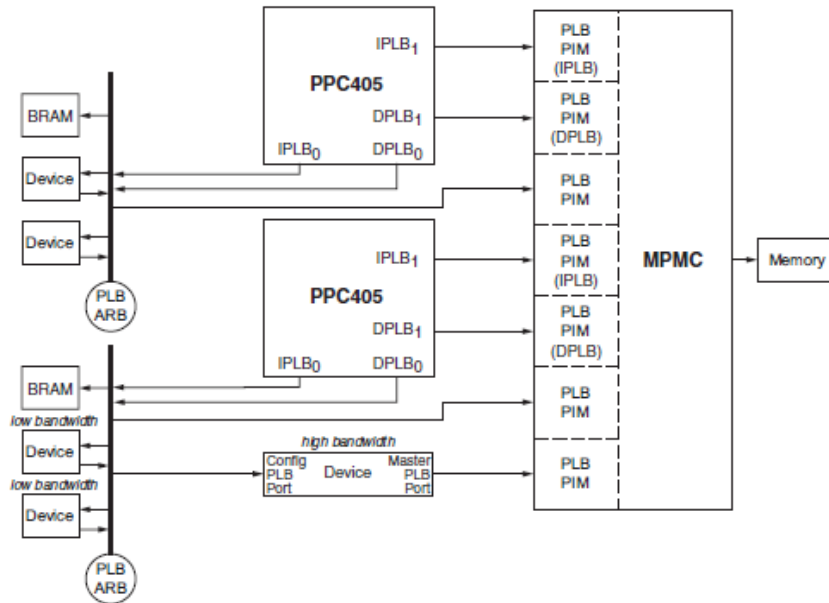 IPLB1
PPC405
DPLB1
IPLB0
DPLB0
BRAM
Device
Device
PLB
ARB
PLB
PIM
(IPLB)
PLB
PIM
(DPLB)
PLB
PIM
PLB
PIM
(IPLB)
PLB
PIM
(DPLB)
PLB
PIM
PLB
PIM
MPMC
Memory
IPLB1
PPC405
DPLB1
IPLB0
DPLB0
BRAM
low bandwidth
Device
low bandwidth
Device
PLB
ARB
high bandwidth
Config
PLB
Port
Device
Master
PLB
Port